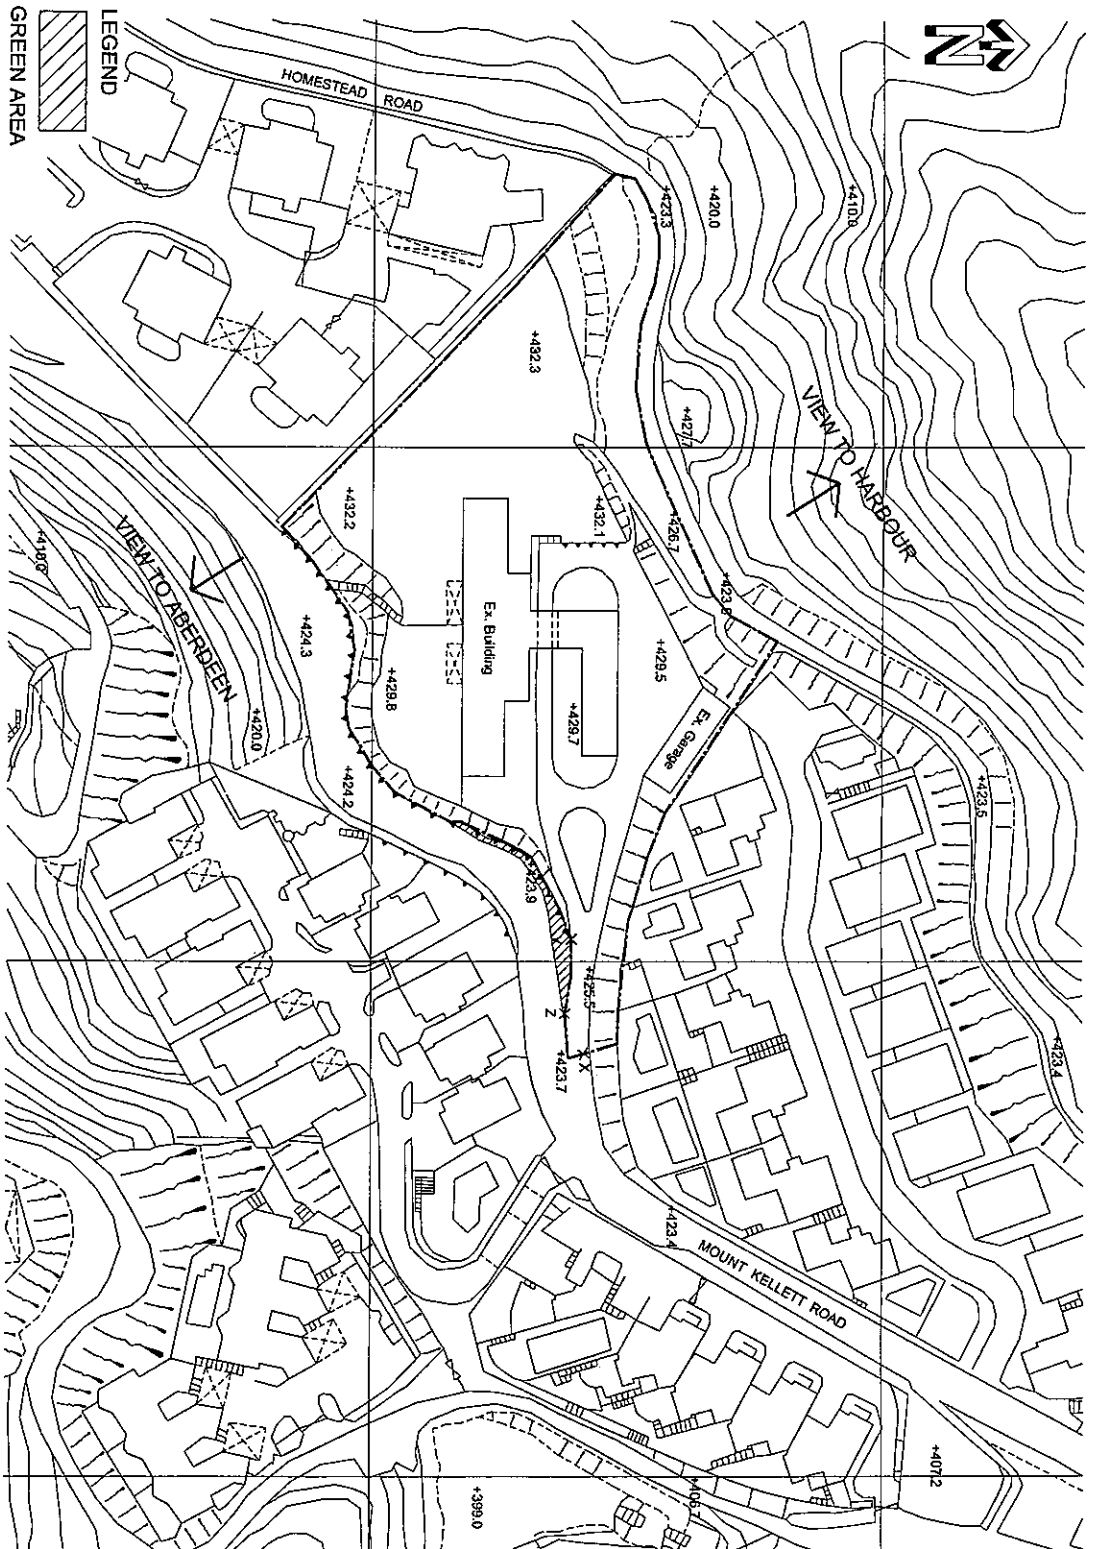 N
LEGEND
GREEN AREA
HOMESTEAD ROAD
+423.3
+420.0
+410.0
+432.3
+427.7
VIEW TO HARBOUR
+432.2
+432.1
+426.7
VIEW TO ABERDEEN
+410.0
Ex. Building
+424.3
+429.5
+429.8
+429.7
Ex. Garage
+420.0
+424.2
+423.5
+423.9
+425.5
Z
X
+423.7
+423.4
+423.4
MOUNT KELLETT ROAD
+407.2
+399.0